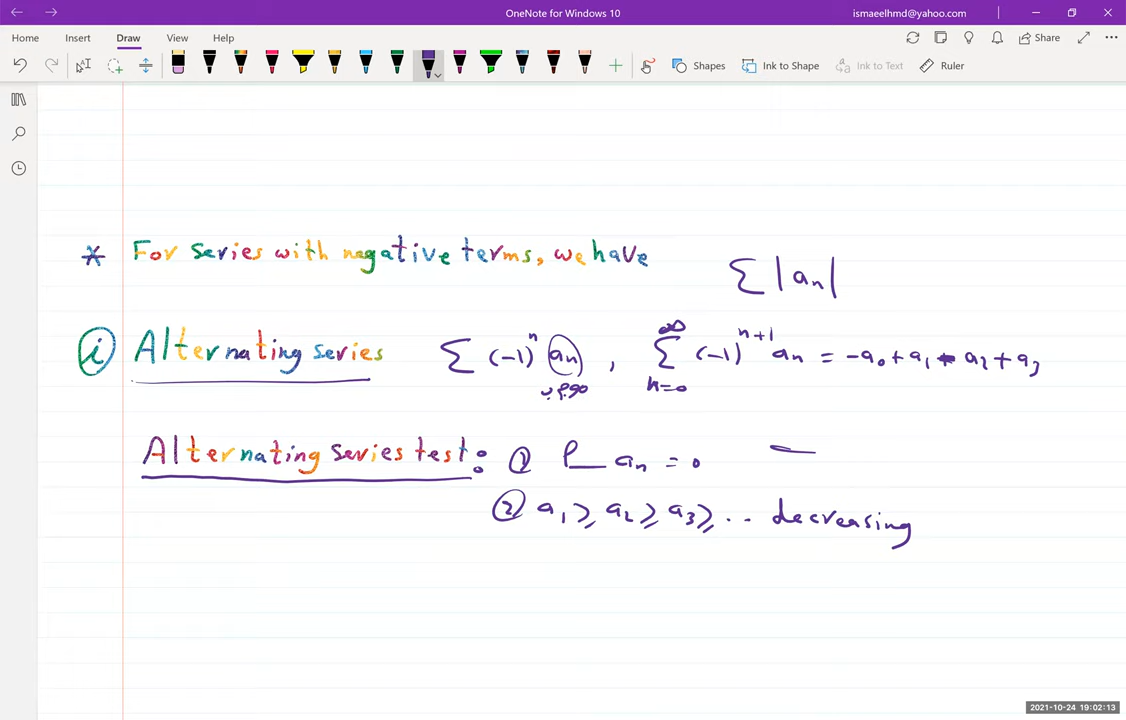 OneNote for Windows 10
ismaeelhmd@yahoo.com
Home Insert Draw View Help
Share
Shapes Ink to Shape Ink to Text Ruler
* For series with negative terms, we have
Σ |aₙ|
ⓘ Alternating series Σ (-1)ⁿ aₙ , Σ_{n=0}^{∞} (-1)^{n+1} aₙ = -a₀ + a₁ - a₂ + a₃
Alternating series test: ① aₙ = 0
② a₁ ≥ a₂ ≥ a₃ ≥ ... decreasing
2021-10-24 19:02:13